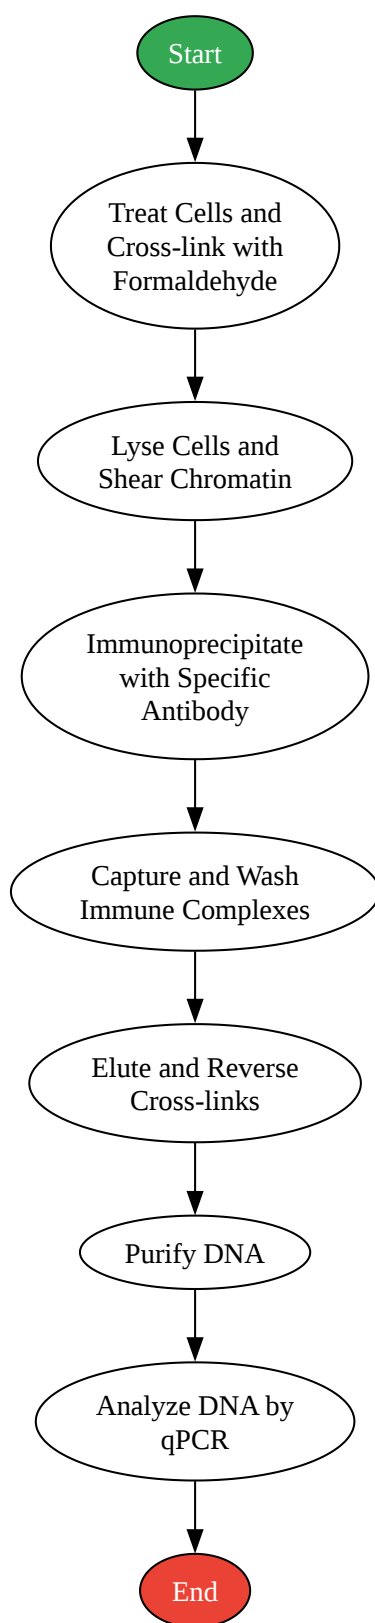 Start
Treat Cells and
Cross-link with
Formaldehyde
Lyse Cells and
Shear Chromatin
Immunoprecipitate
with Specific
Antibody
Capture and Wash
Immune Complexes
Elute and Reverse
Cross-links
Purify DNA
Analyze DNA by
qPCR
End